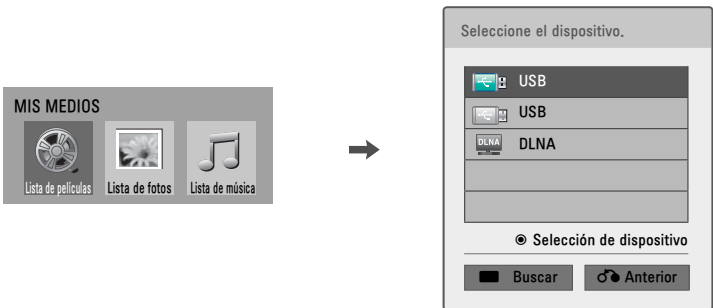 MIS MEDIOS
Lista de películas Lista de fotos Lista de música
Seleccione el dispositivo.
USB
USB
DLNA DLNA
Selección de dispositivo
Buscar Anterior